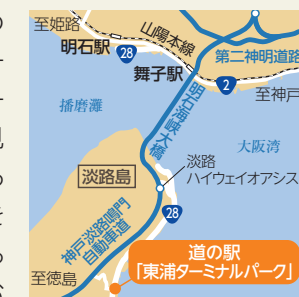 至姫路
山陽本線
明石駅
28
第二神明道路
舞子駅
2
至神戸
播磨灘
明石海峡大橋
大阪湾
淡路
ハイウェイオアシス
淡路島
28
神戸淡路鳴門
自動車道
道の駅
「東浦ターミナルパーク」
至徳島